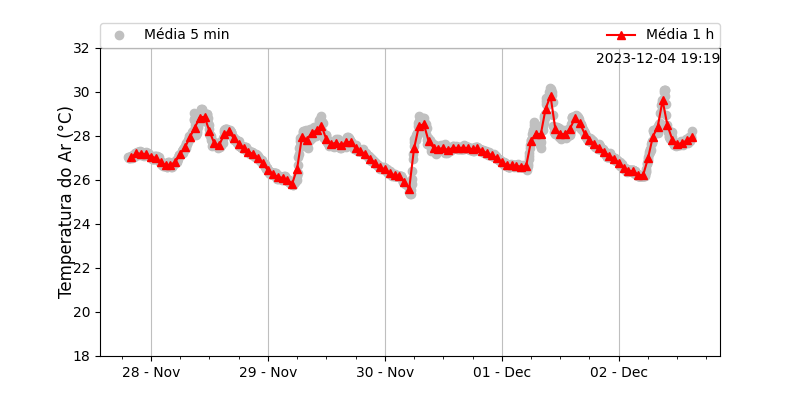 Média 5 min
Média 1 h
2023-12-04 19:19
Temperatura do Ar (°C)
32
30
28
26
24
22
20
18
28 - Nov
29 - Nov
30 - Nov
01 - Dec
02 - Dec